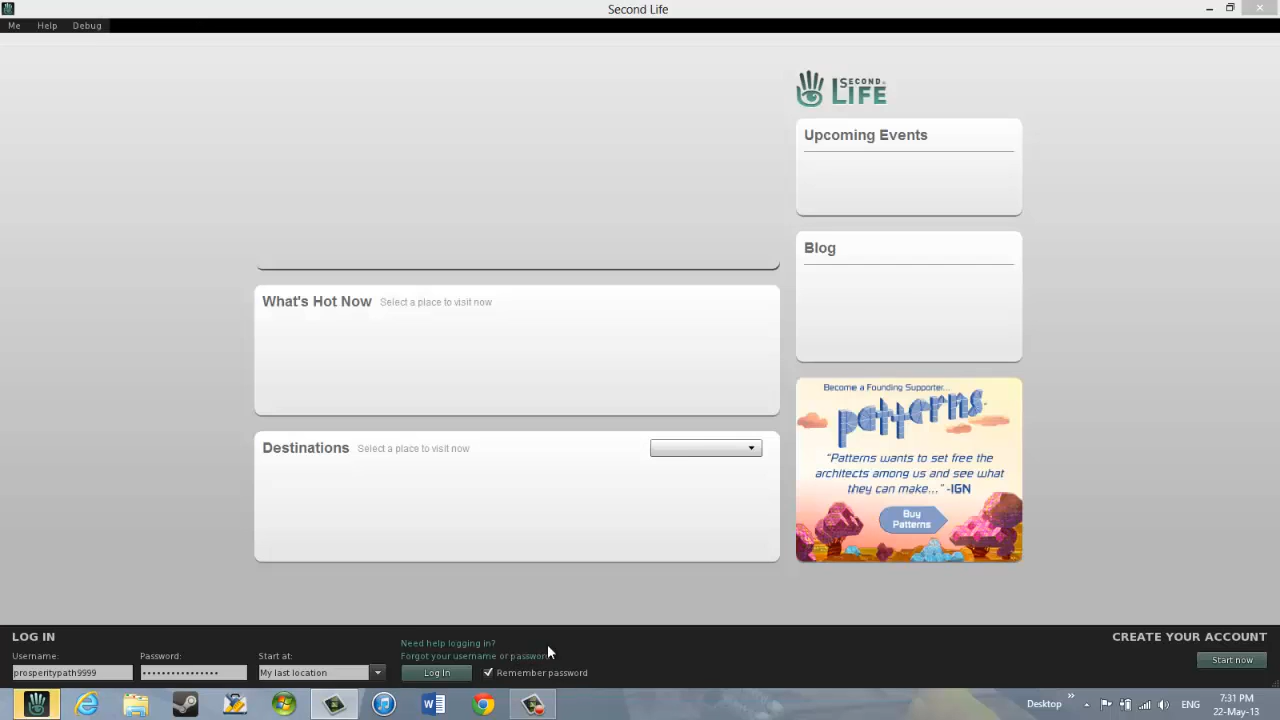 Second Life
Me Help Debug
SECOND
LIFE
Upcoming Events
Blog
What's Hot Now Select a place to visit now
Destinations Select a place to visit now
Become a Founding Supporter...
patterns
"Patterns wants to set free the
architects among us and see what
they can make..." -IGN
Buy
Patterns
LOG IN
Username:
prosperitypath9999
Password:
••••••••••••••••
Start at:
My last location
Need help logging in?
Forgot your username or password
Log In
Remember password
CREATE YOUR ACCOUNT
Start now
Desktop
ENG
7:31 PM
22-May-13